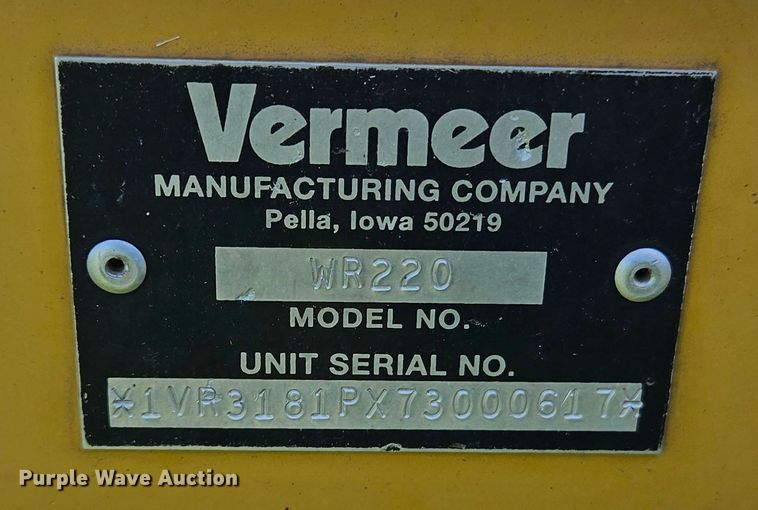 Vermeer
MANUFACTURING COMPANY
Pella, Iowa 50219
WR220
MODEL NO.
UNIT SERIAL NO.
*1VR3181PX73000617*
Purple Wave Auction